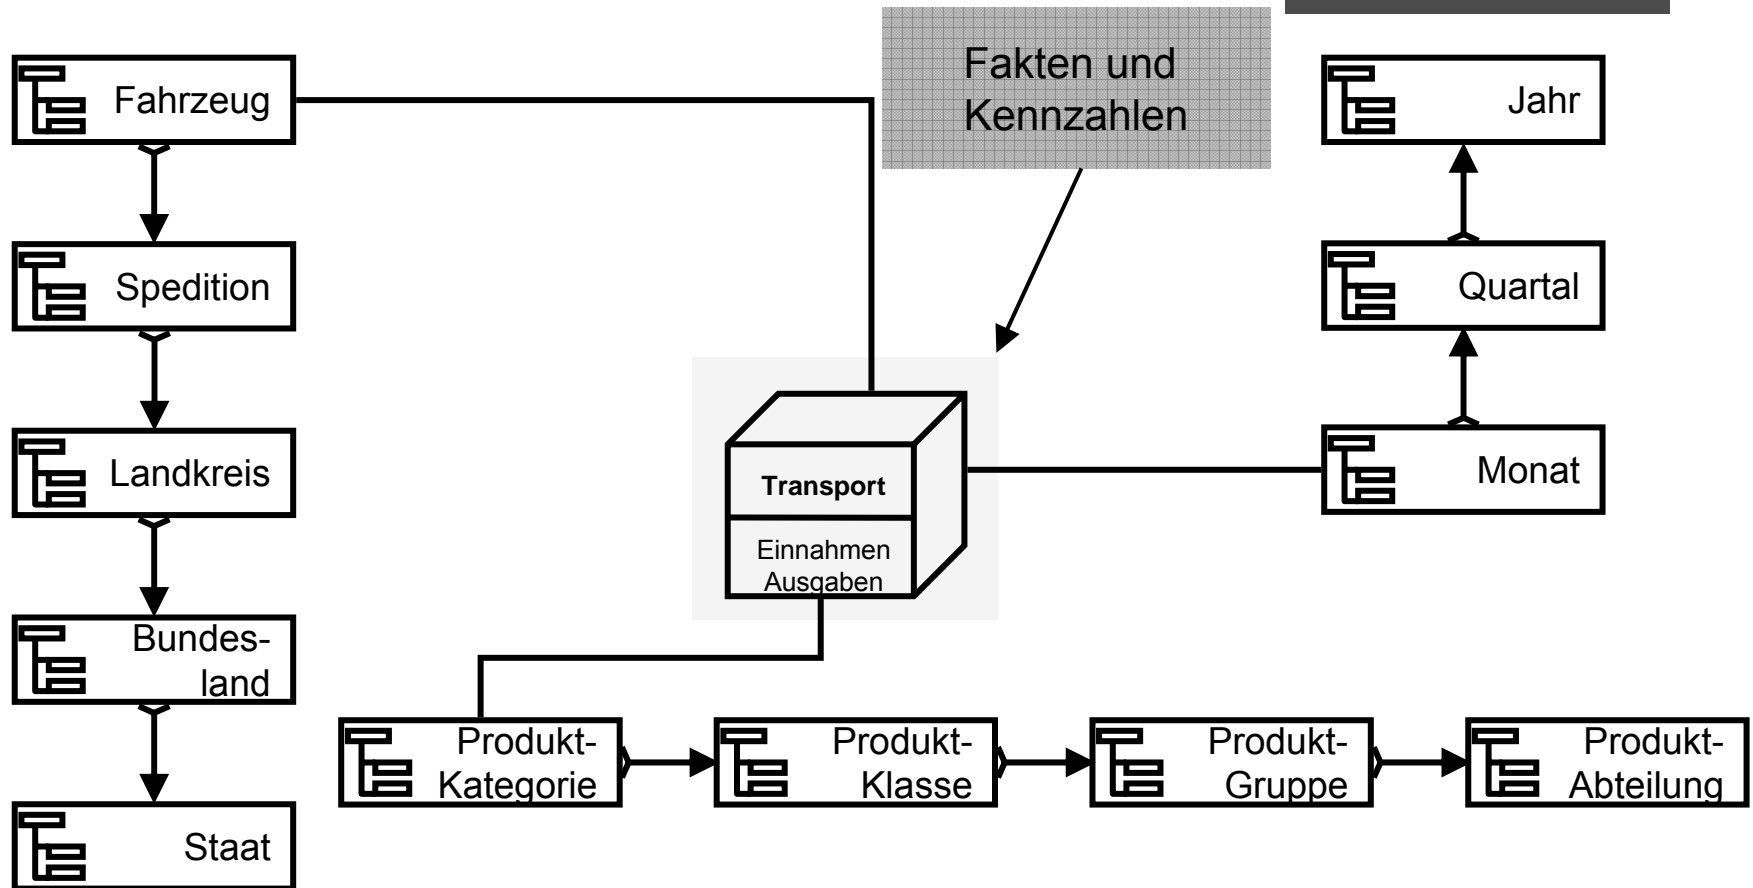 Fakten und
Kennzahlen
Fahrzeug
Jahr
Spedition
Quartal
Landkreis
Monat
Transport
Einnahmen
Ausgaben
Bundes-
land
Produkt-
Kategorie
Produkt-
Klasse
Produkt-
Gruppe
Produkt-
Abteilung
Staat